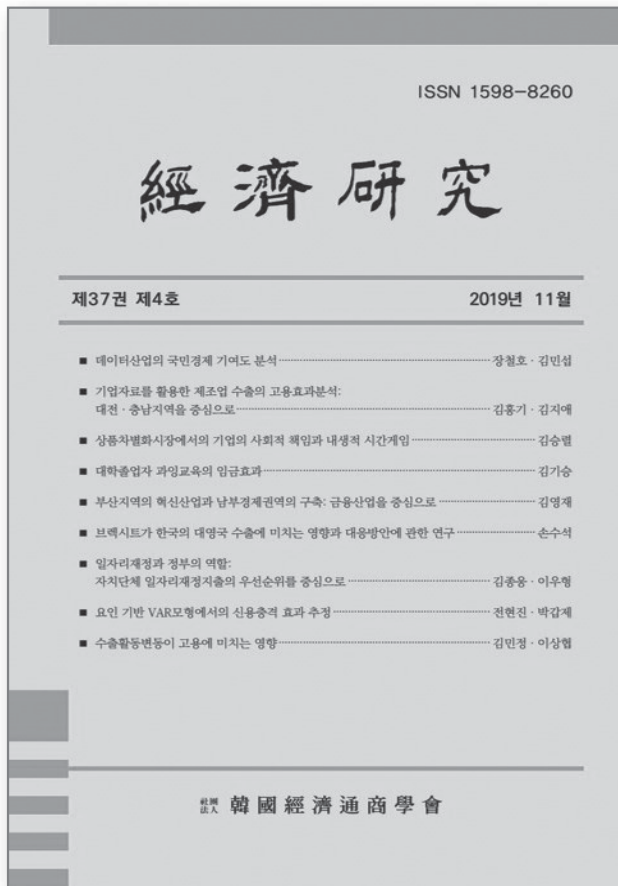 ISSN 1598-8260
經濟硏究
제37권 제4호 2019년 11월
■ 데이터산업의 국민경제 기여도 분석 장철호 · 김민섭
■ 기업자료를 활용한 제조업 수출의 고용효과분석:
대전 · 충남지역을 중심으로 김홍기 · 김지애
■ 상품차별화시장에서의 기업의 사회적 책임과 내생적 시간게임 김승렬
■ 대학졸업자 과잉교육의 임금효과 김기승
■ 부산지역의 혁신산업과 남부경제권역의 구축: 금융산업을 중심으로 김영재
■ 브렉시트가 한국의 대영국 수출에 미치는 영향과 대응방안에 관한 연구 손수석
■ 일자리재정과 정부의 역할:
자치단체 일자리재정지출의 우선순위를 중심으로 김종웅 · 이우형
■ 요인 기반 VAR모형에서의 신용충격 효과 추정 전현진 · 박갑제
■ 수출활동변동이 고용에 미치는 영향 김민정 · 이상협
社團法人 韓國經濟通商學會